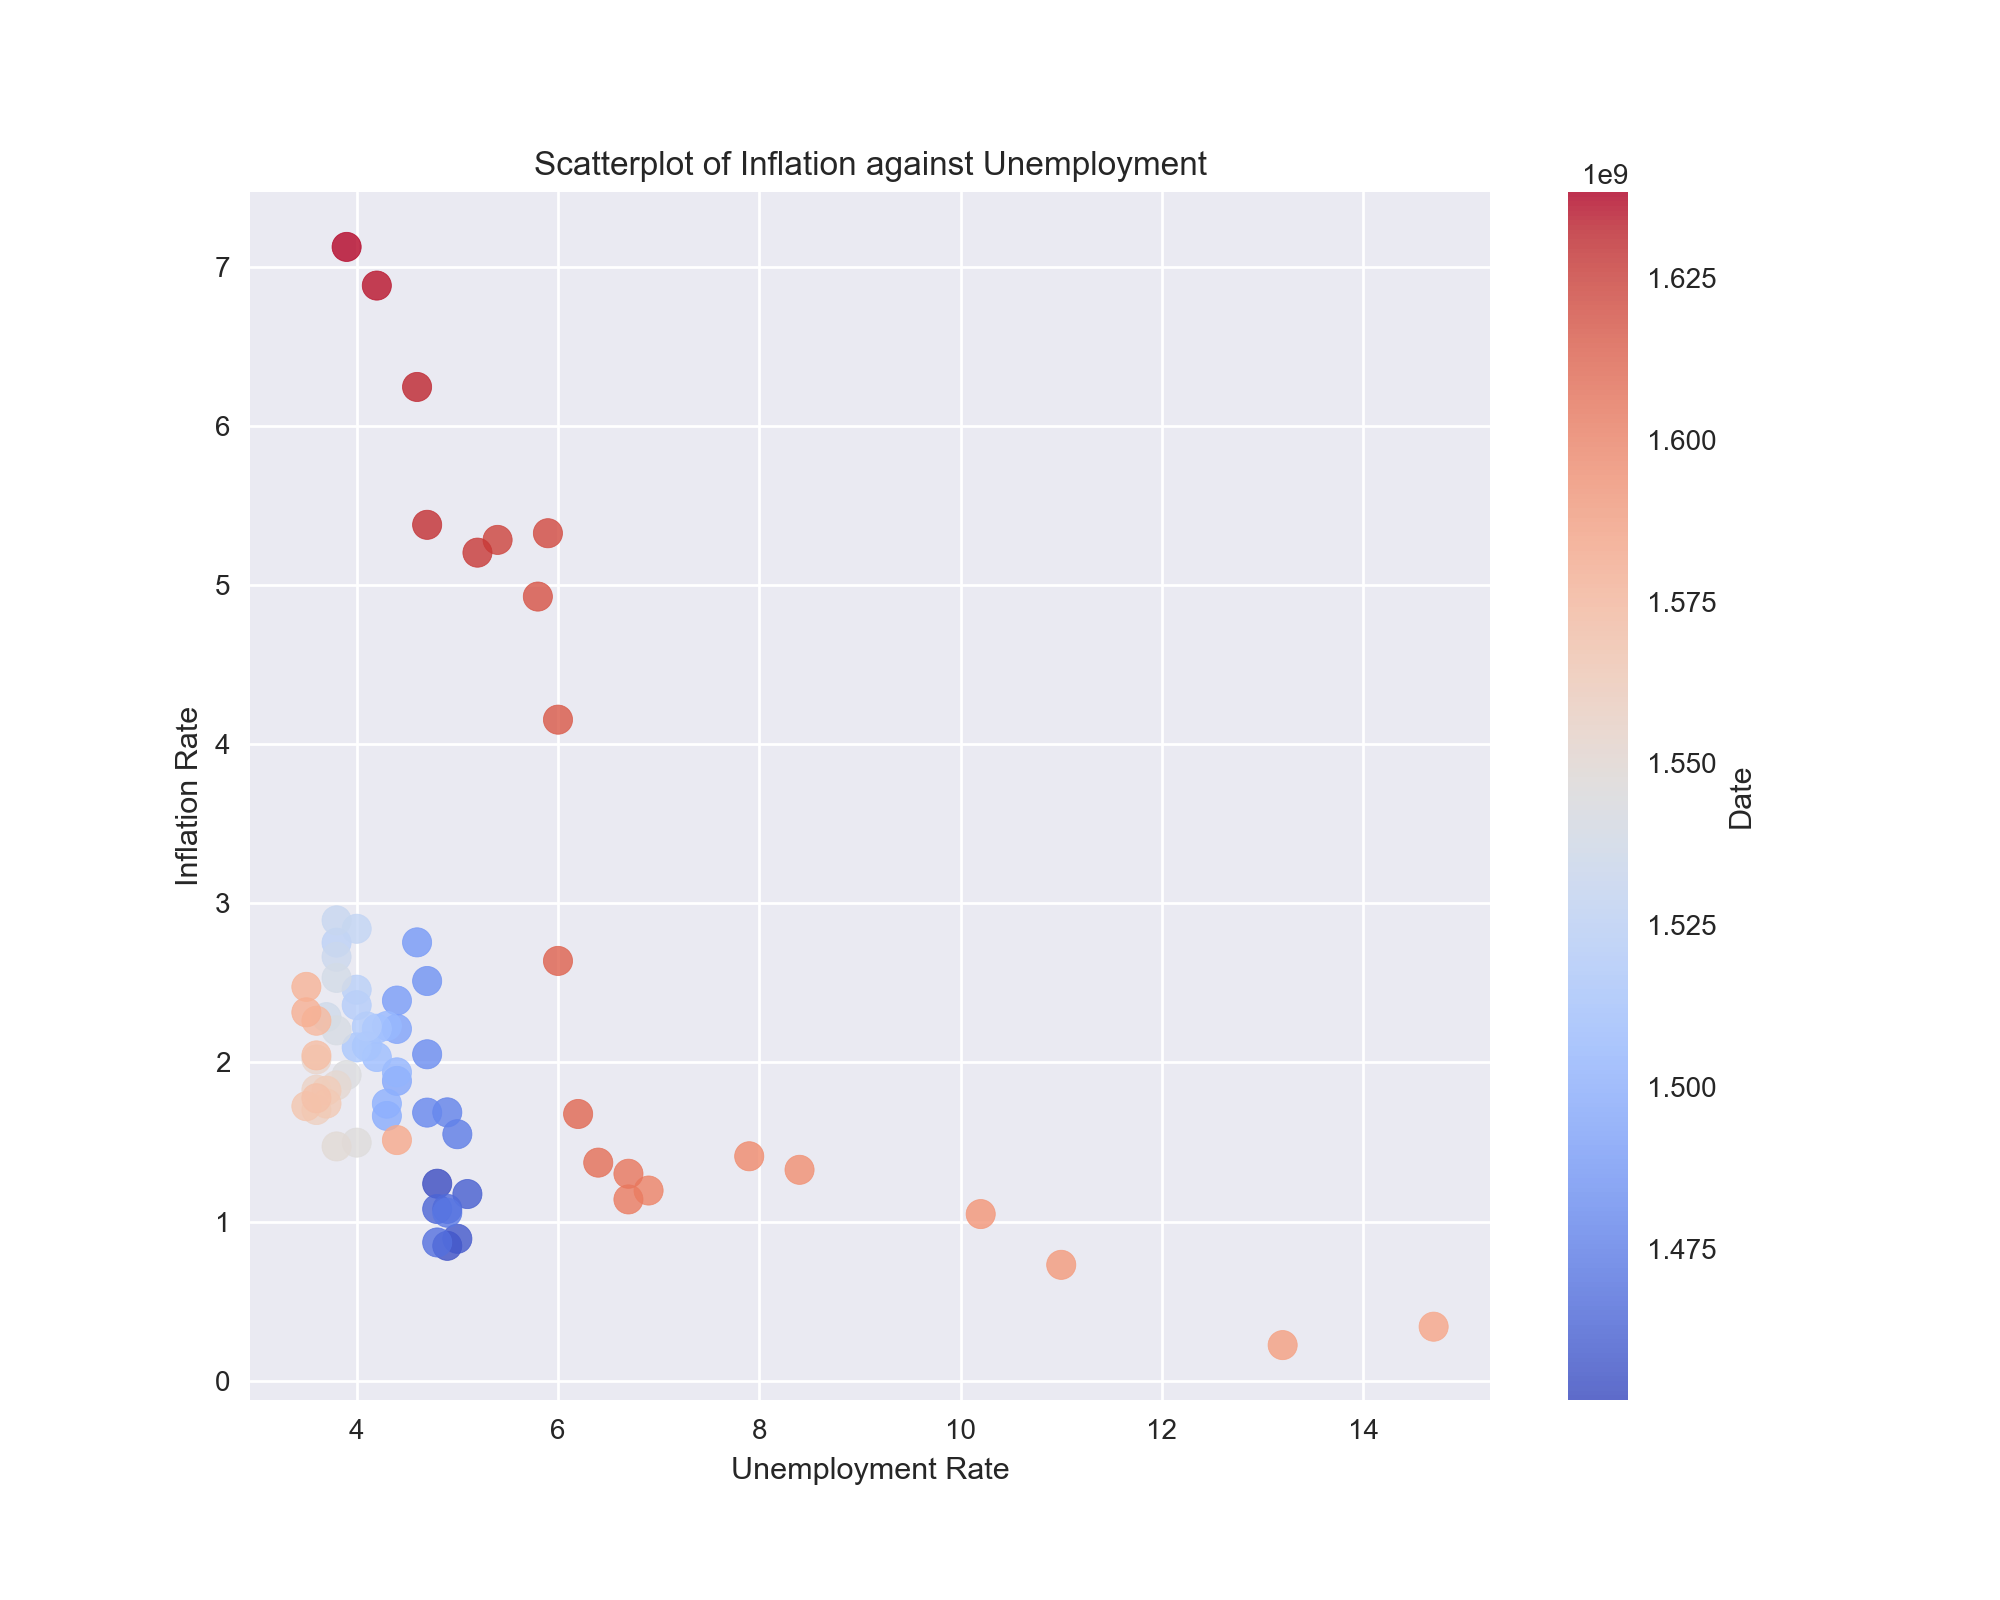 Scatterplot of Inflation against Unemployment
1e9
7
6
5
4
3
2
1
0
Inflation Rate
4 6 8 10 12 14
Unemployment Rate
1.625
1.600
1.575
1.550
1.525
1.500
1.475
Date